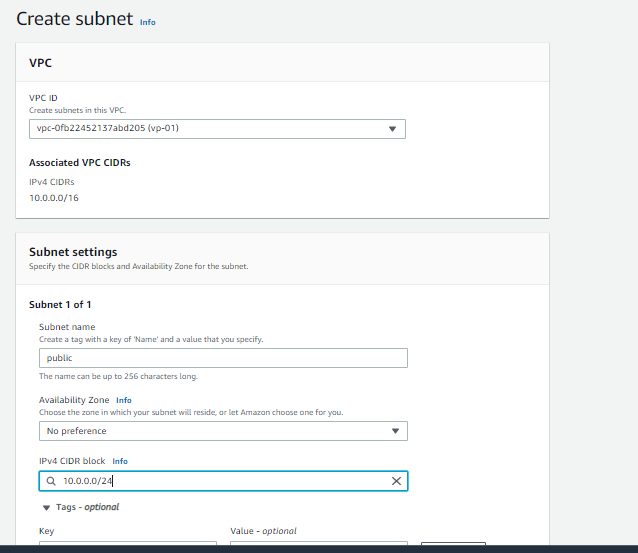 Create subnet Info
VPC
VPC ID
Create subnets in this VPC.
vpc-0fb22452137abd205 (vp-01)
Associated VPC CIDRs
IPv4 CIDRs
10.0.0.0/16
Subnet settings
Specify the CIDR blocks and Availability Zone for the subnet.
Subnet 1 of 1
Subnet name
Create a tag with a key of 'Name' and a value that you specify.
public
The name can be up to 256 characters long.
Availability Zone Info
Choose the zone in which your subnet will reside, or let Amazon choose one for you.
No preference
IPv4 CIDR block Info
10.0.0.0/24
Tags - optional
Key Value - optional